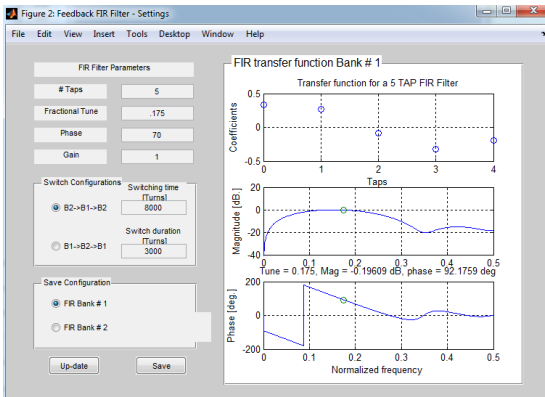 Figure 2: Feedback FIR Filter - Settings
File Edit View Insert Tools Desktop Window Help
FIR Filter Parameters
# Taps 5
Fractional Tune .175
Phase 70
Gain 1
Switch Configurations
Switching time
[Turns]
B2->B1->B2 8000
Switch duration
[Turns]
B1->B2->B1 3000
Save Configuration
FIR Bank # 1
FIR Bank # 2
Up-date Save
FIR transfer function Bank # 1
Transfer function for a 5 TAP FIR Filter
Coefficients
0.5
0
-0.5
0 1 2 3 4
Taps
Magnitude [dB.]
20
0
-20
-40
0 0.1 0.2 0.3 0.4 0.5
Tune = 0.175, Mag = -0.19609 dB, phase = 92.1759 deg
Phase [deg.]
200
0
-200
0 0.1 0.2 0.3 0.4 0.5
Normalized frequency